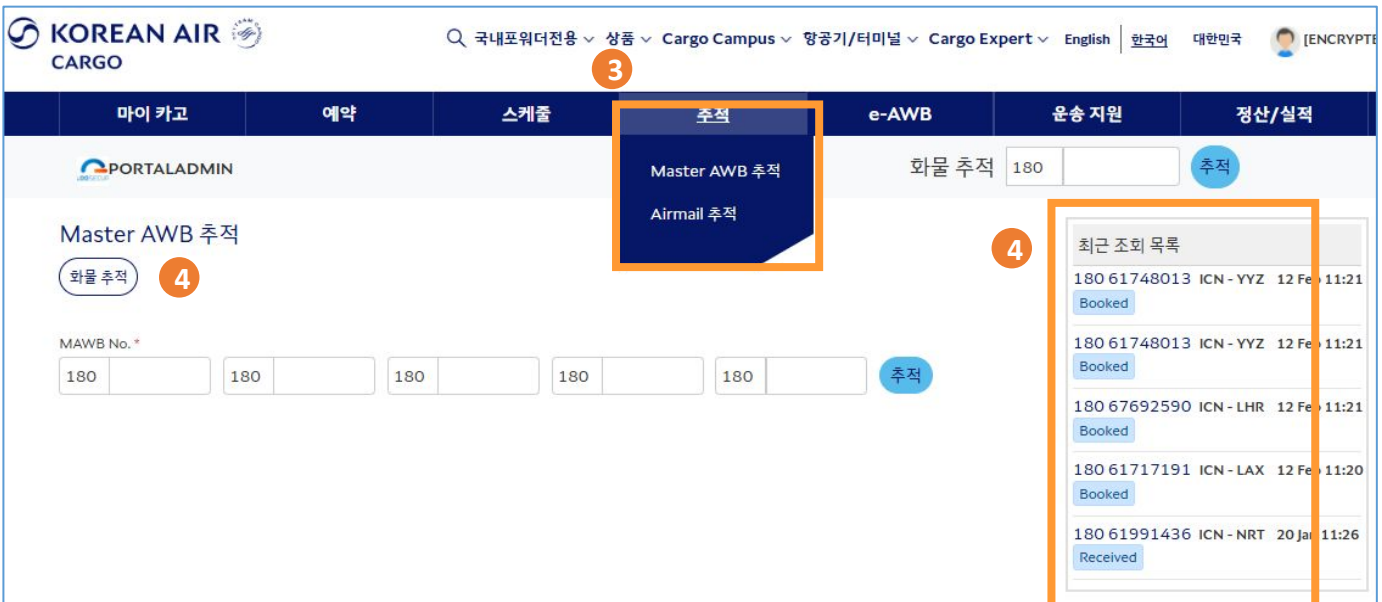 KOREAN AIR
CARGO
국내포워더전용 상품 Cargo Campus 항공기/터미널 Cargo Expert English 한국어 대한민국 [ENCRYPTE
3
마이 카고 예약 스케줄 추적 e-AWB 운송 지원 정산/실적
PORTALADMIN
Master AWB 추적
Airmail 추적
화물 추적 180 추적
Master AWB 추적
화물 추적
4
MAWB No. *
180 180 180 180 180 추적
4
최근 조회 목록
180 61748013 ICN - YYZ 12 Feb 11:21
Booked
180 61748013 ICN - YYZ 12 Feb 11:21
Booked
180 67692590 ICN - LHR 12 Feb 11:21
Booked
180 61717191 ICN - LAX 12 Feb 11:20
Booked
180 61991436 ICN - NRT 20 Jan 11:26
Received